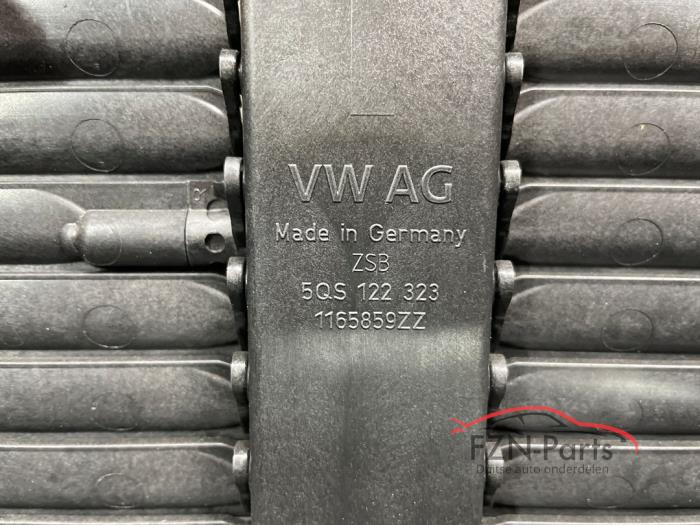 VW AG
Made in Germany
ZSB
5QS 122 323
1165859ZZ
FZN-Parts
Duitse auto onderdelen